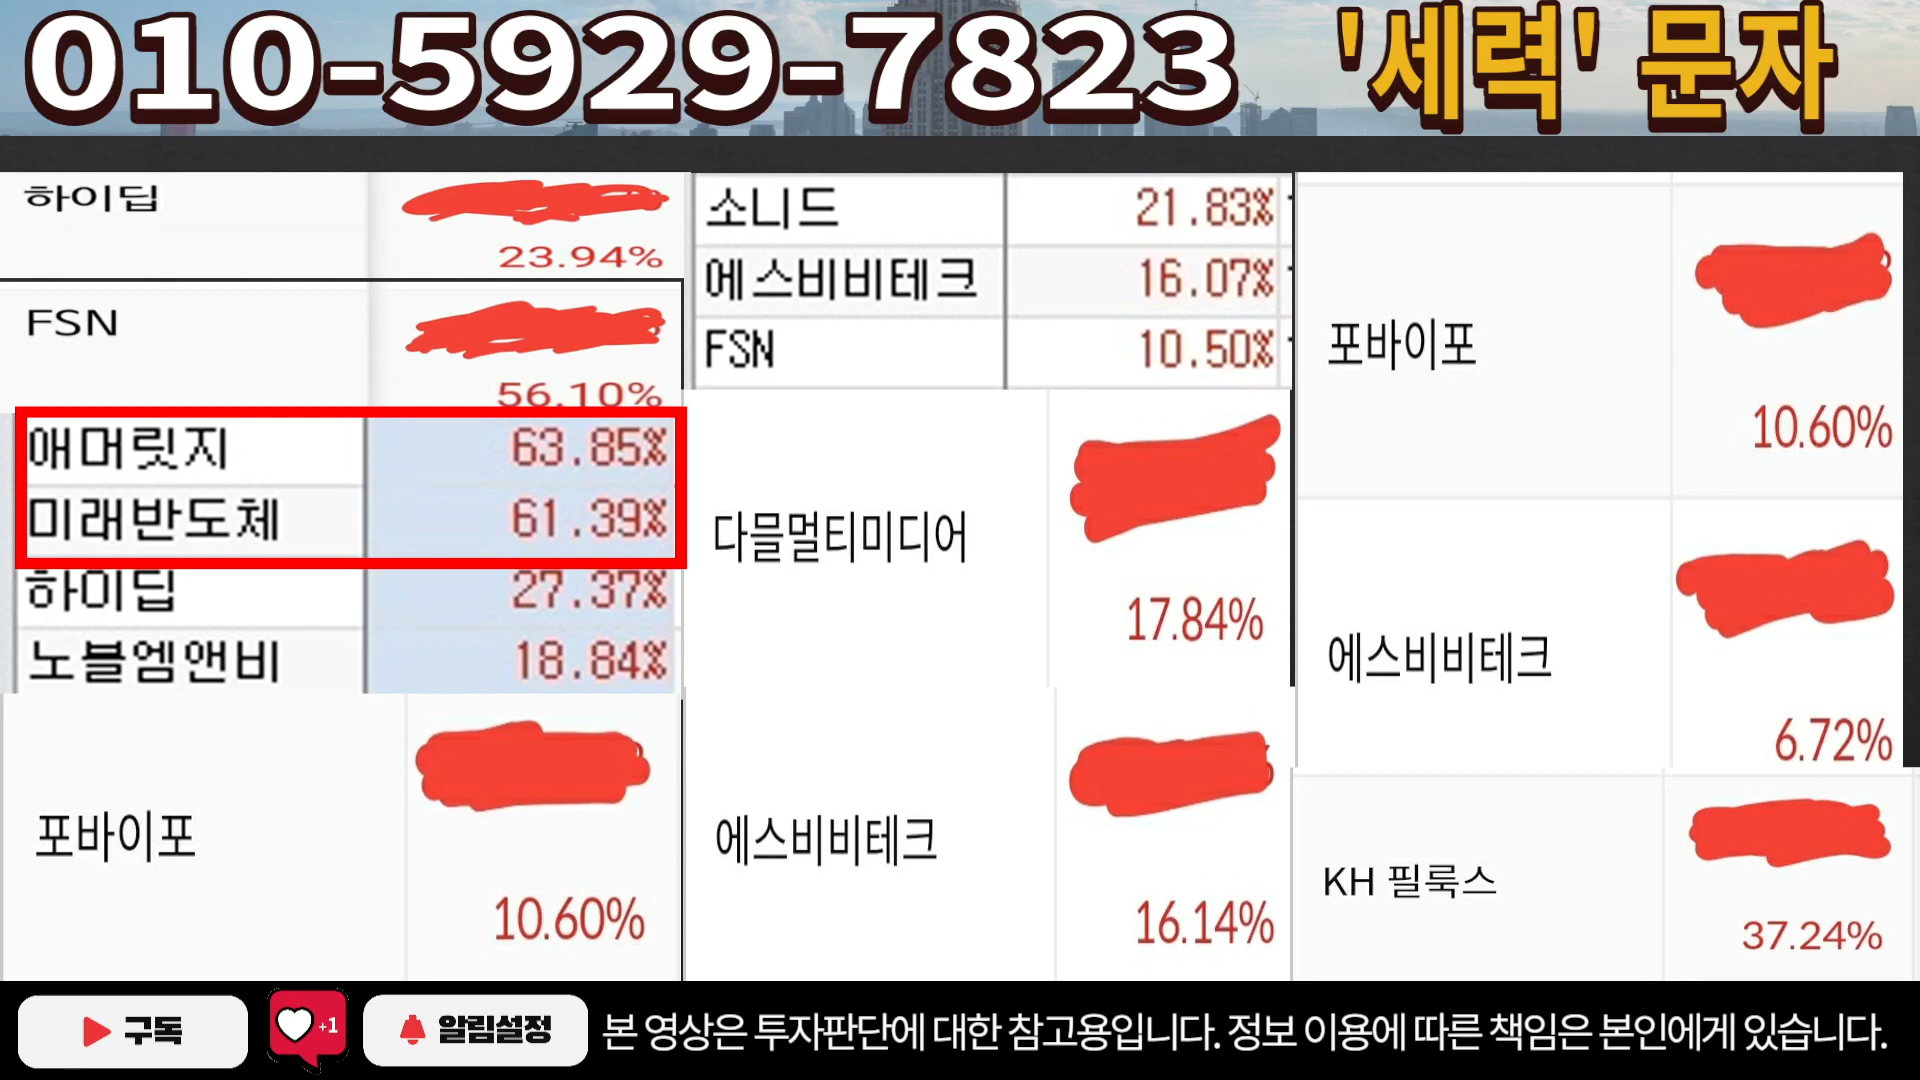 010-5929-7823 '세력' 문자
하이딥
23.94%
FSN
56.10%
애머릿지 63.85%
미래반도체 61.39%
하이딥 27.37%
노블엠앤비 18.84%
포바이포
10.60%
소니드 21.83%
에스비비테크 16.07%
FSN 10.50%
다믈멀티미디어
17.84%
에스비비테크
16.14%
포바이포
10.60%
에스비비테크
6.72%
KH 필룩스
37.24%
구독 +1 알림설정 본 영상은 투자판단에 대한 참고용입니다. 정보 이용에 따른 책임은 본인에게 있습니다.